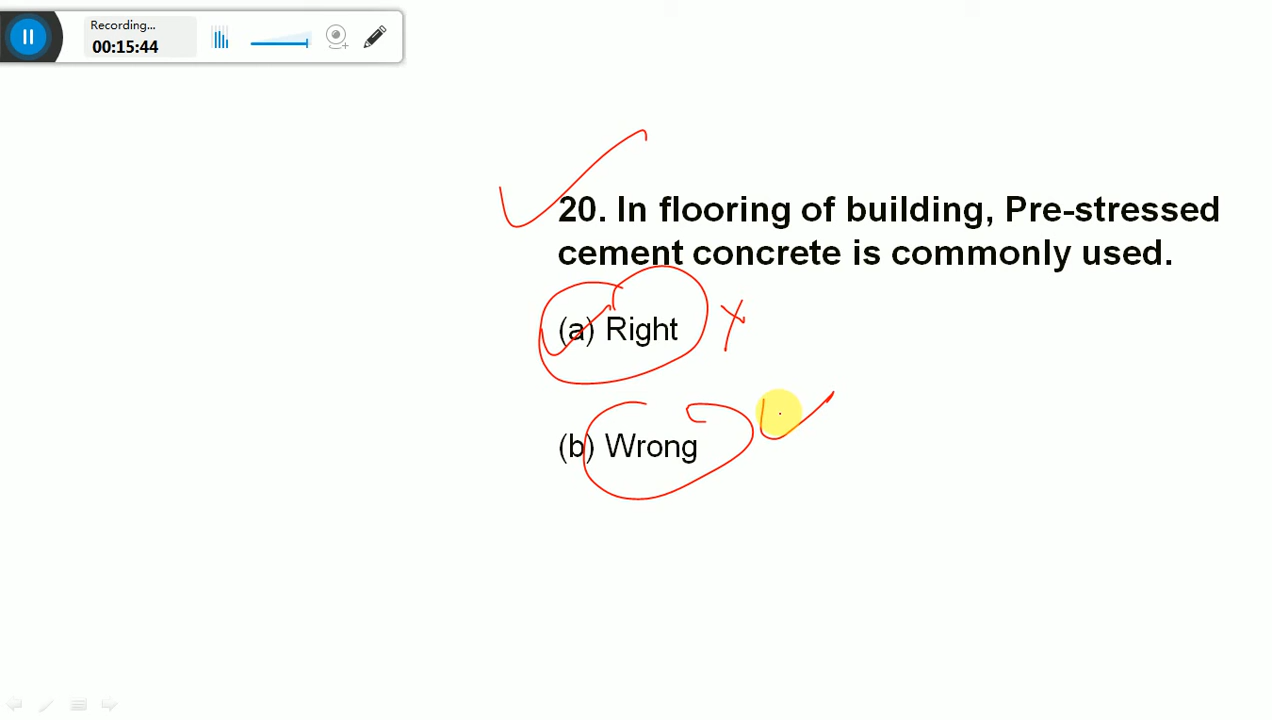 Recording...
00:15:44
20. In flooring of building, Pre-stressed
cement concrete is commonly used.
(a) Right
(b) Wrong